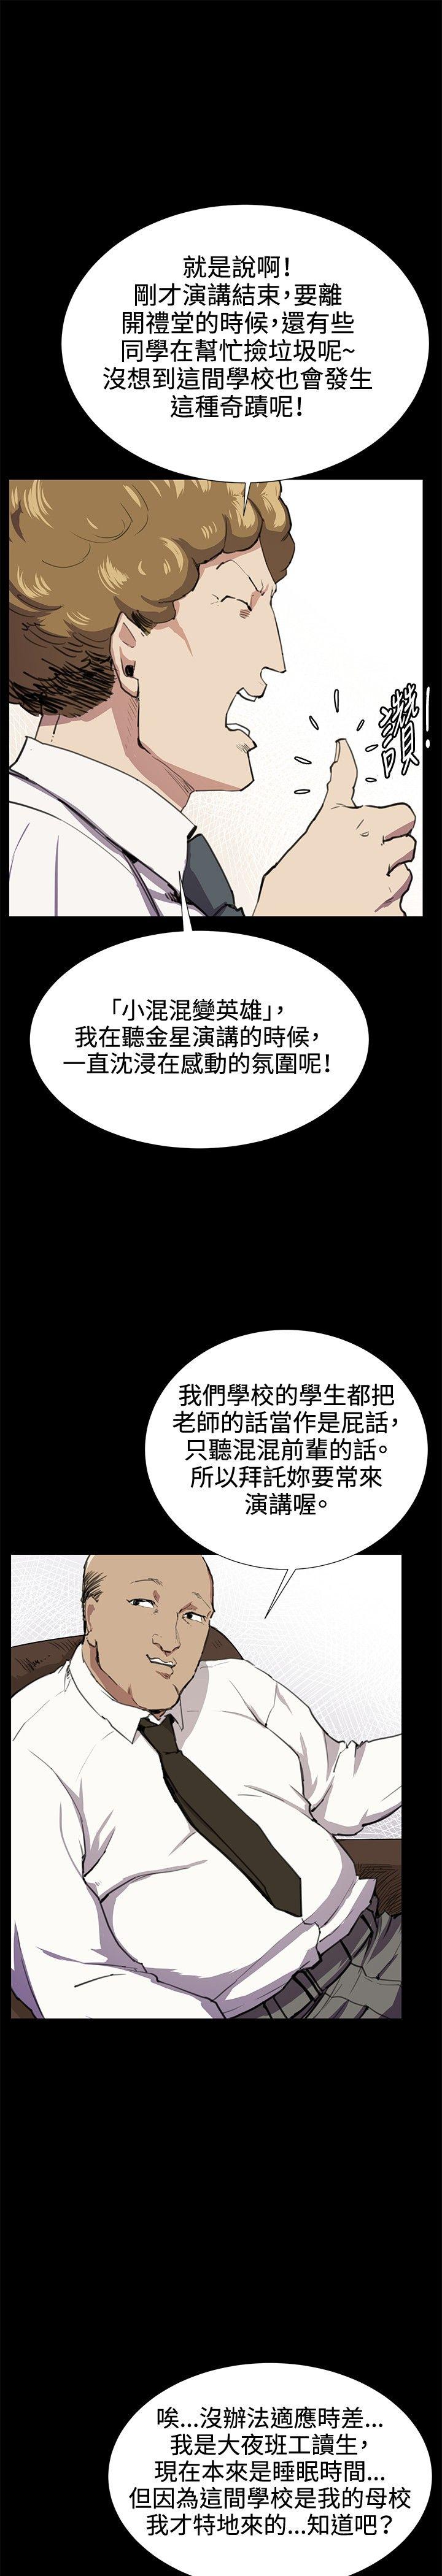 就是說啊!
剛才演講結束,要離
開禮堂的時候,還有些
同學在幫忙撿垃圾呢~
沒想到這間學校也會發生
這種奇蹟呢!
讚!
「小混混變英雄」,
我在聽金星演講的時候,
一直沈浸在感動的氛圍呢!
我們學校的學生都把
老師的話當作是屁話,
只聽混混前輩的話。
所以拜託妳要常來
演講喔。
唉...沒辦法適應時差...
我是大夜班工讀生,
現在本來是睡眠時間...
但因為這間學校是我的母校
我才特地來的...知道吧?